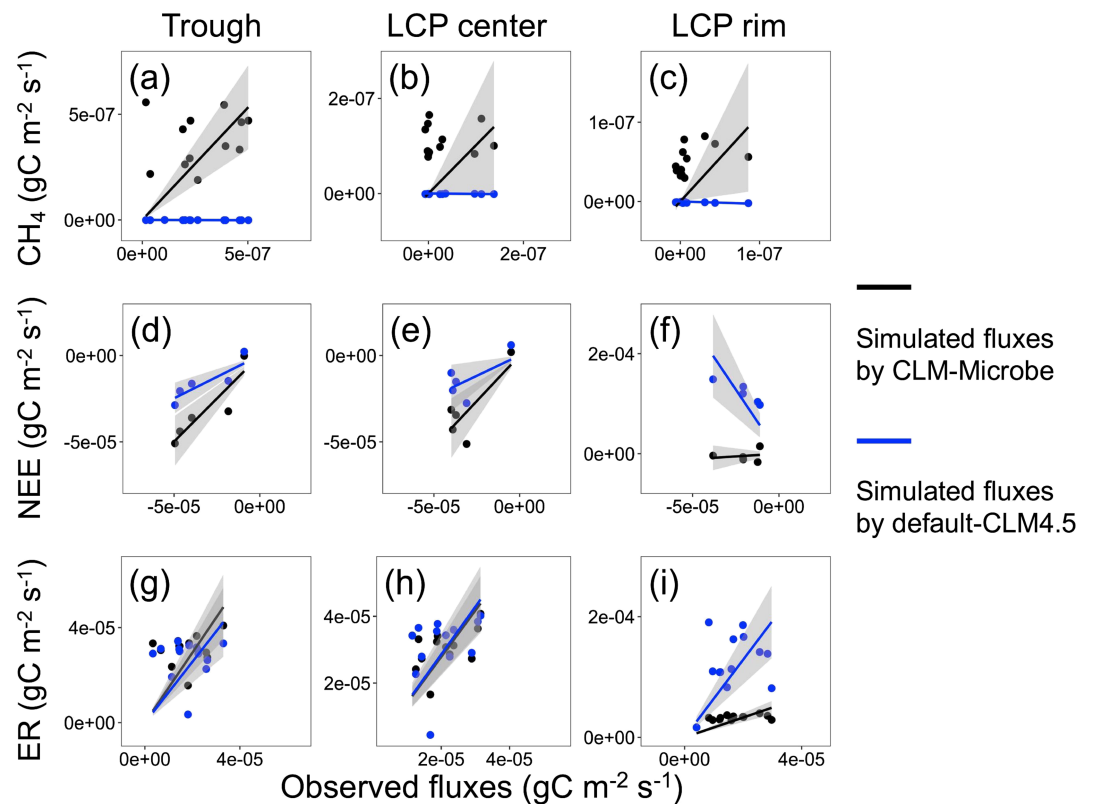 Trough LCP center LCP rim
CH4 (gC m-2 s-1)
(a) (b) (c)
5e-07 2e-07 1e-07
0e+00 0e+00 0e+00
0e+00 5e-07 0e+00 2e-07 0e+00 1e-07
NEE (gC m-2 s-1)
(d) (e) (f)
0e+00 0e+00 2e-04
-5e-05 -5e-05 0e+00
-5e-05 0e+00 -5e-05 0e+00 -5e-05 0e+00
ER (gC m-2 s-1)
(g) (h) (i)
4e-05 4e-05 2e-04
0e+00 2e-05 0e+00
0e+00 4e-05 2e-05 4e-05 0e+00 4e-05
Observed fluxes (gC m-2 s-1)
Simulated fluxes
by CLM-Microbe
Simulated fluxes
by default-CLM4.5